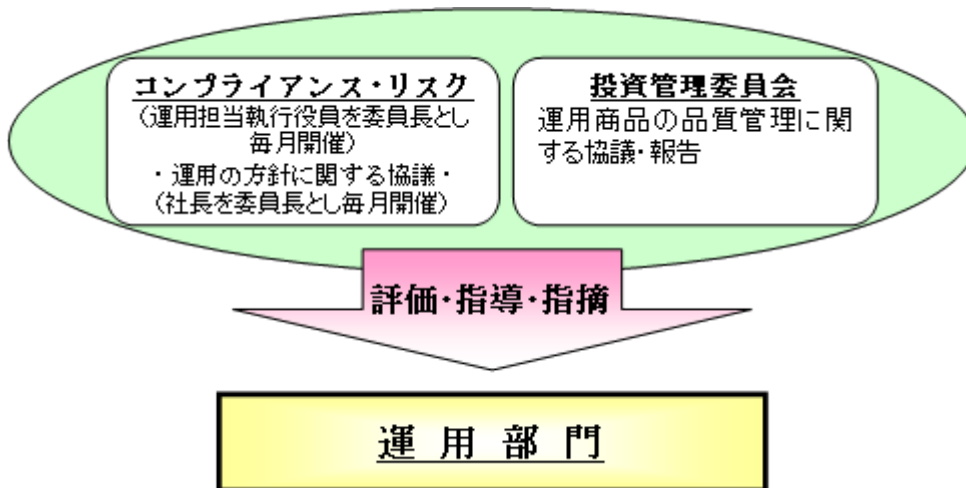 コンプライアンス・リスク
（運用担当執行役員を委員長とし
毎月開催）
・運用の方針に関する協議・
（社長を委員長とし毎月開催）
投資管理委員会
運用商品の品質管理に関
する協議・報告
評価・指導・指摘
運用部門